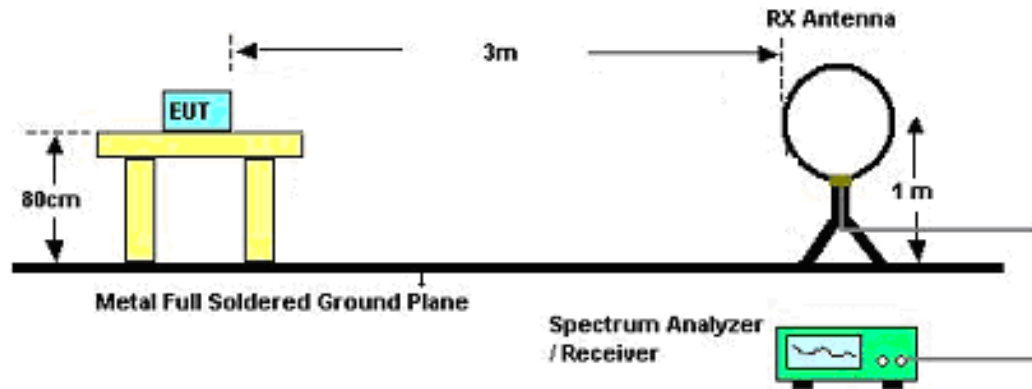 RX Antenna
3m
EUT
80cm
1 m
Metal Full Soldered Ground Plane
Spectrum Analyzer
/ Receiver